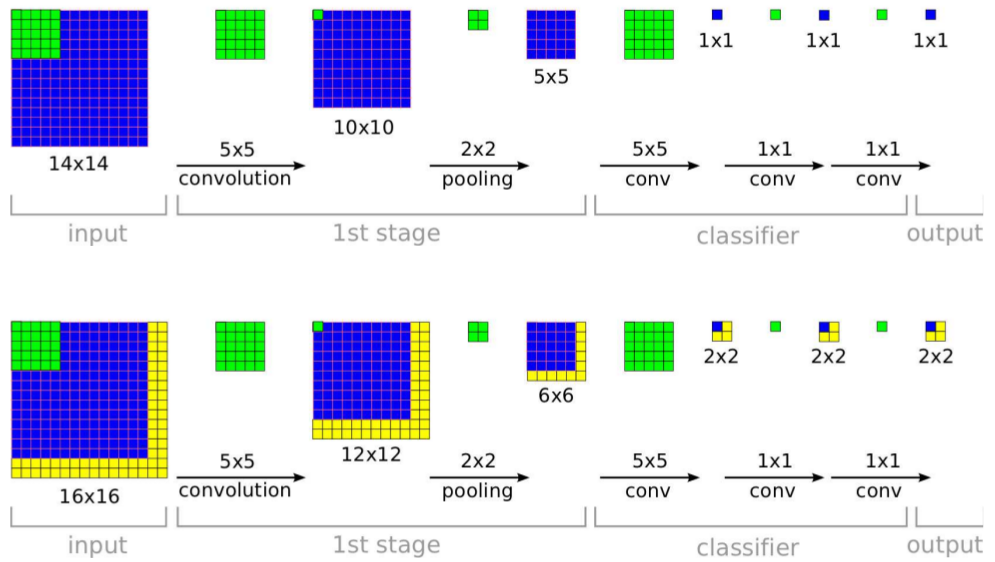 1x1 1x1 1x1
5x5
10x10
14x14
5x5 2x2 5x5 1x1 1x1
convolution pooling conv conv conv
input 1st stage classifier output
2x2 2x2 2x2
6x6
12x12
16x16
5x5 2x2 5x5 1x1 1x1
convolution pooling conv conv conv
input 1st stage classifier output